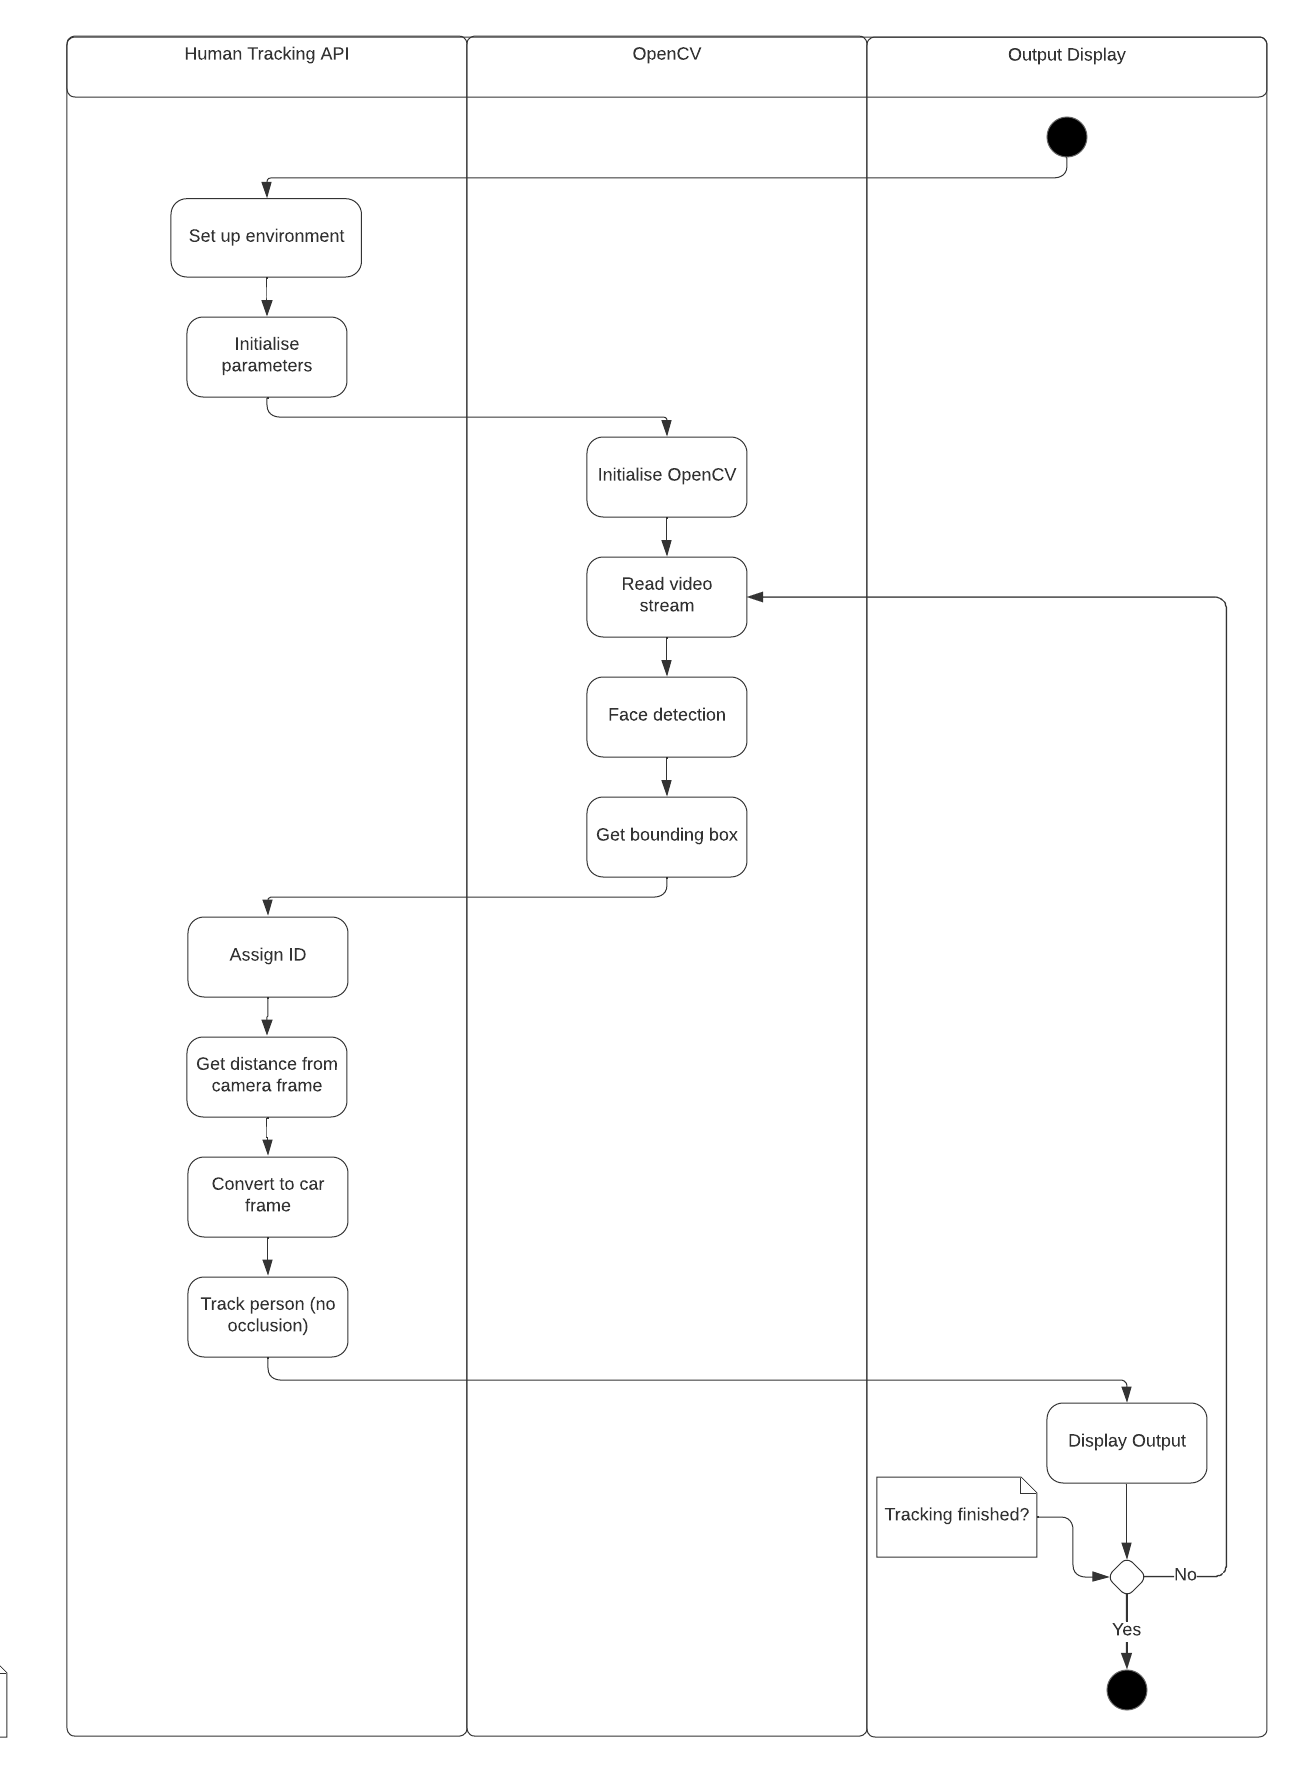 Human Tracking API
OpenCV
Output Display
Set up environment
Initialise
parameters
Initialise OpenCV
Read video
stream
Face detection
Get bounding box
Assign ID
Get distance from
camera frame
Convert to car
frame
Track person (no
occlusion)
Display Output
Tracking finished?
No
Yes